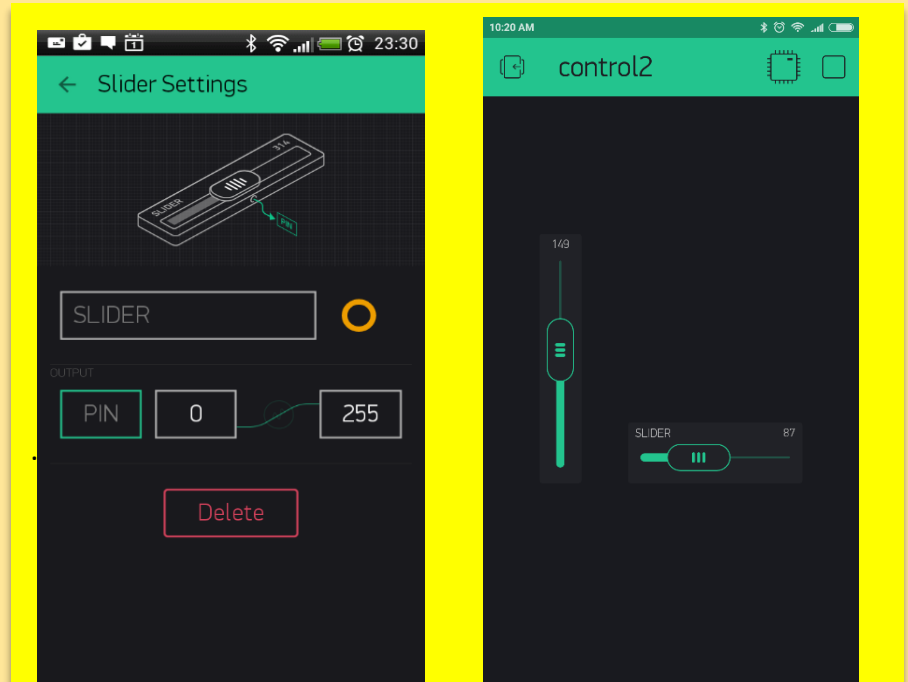 23:30
Slider Settings
SLIDER
314
PIN
SLIDER
OUTPUT
PIN 0 255
Delete
10:20 AM
control2
149
SLIDER 87